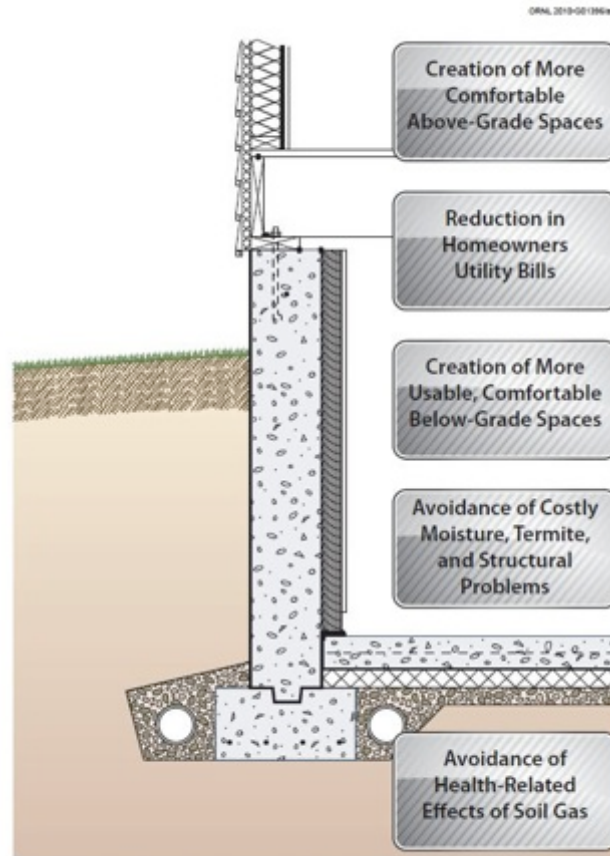 Creation of More
Comfortable
Above-Grade Spaces
Reduction in
Homeowners
Utility Bills
Creation of More
Usable, Comfortable
Below-Grade Spaces
Avoidance of Costly
Moisture, Termite,
and Structural
Problems
Avoidance of
Health-Related
Effects of Soil Gas